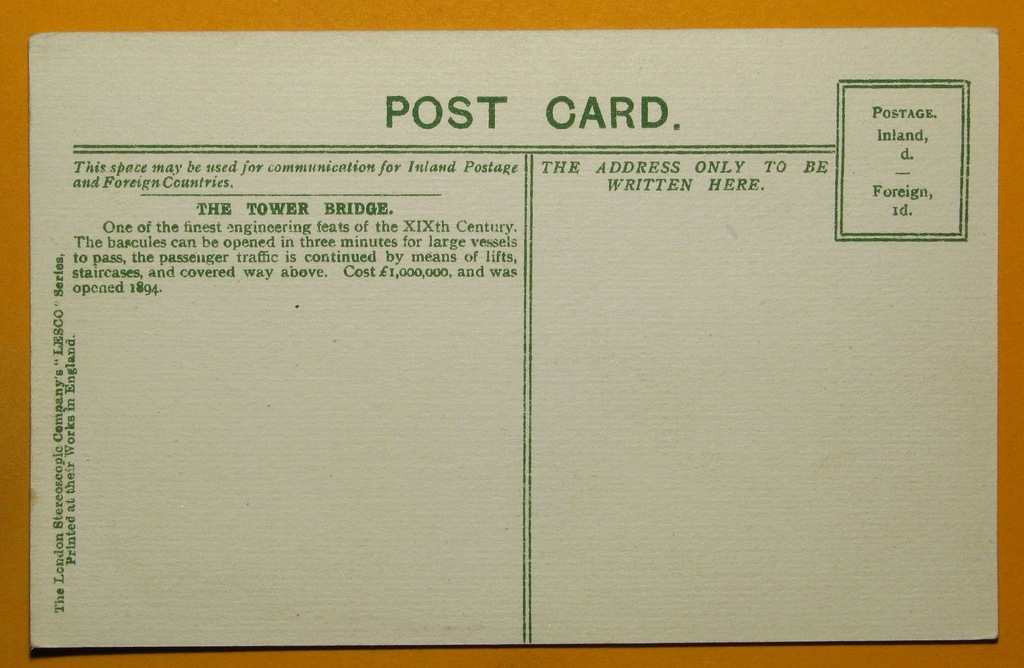 POST CARD.
POSTAGE.
Inland,
d.
—
Foreign,
1d.
This space may be used for communication for Inland Postage
and Foreign Countries.
THE ADDRESS ONLY TO BE
WRITTEN HERE.
THE TOWER BRIDGE.
One of the finest engineering feats of the XIXth Century.
The bascules can be opened in three minutes for large vessels
to pass, the passenger traffic is continued by means of lifts,
staircases, and covered way above. Cost £1,000,000, and was
opened 1894.
The London Stereoscopic Company's "LESCO" Series.
Printed at their Works in England.